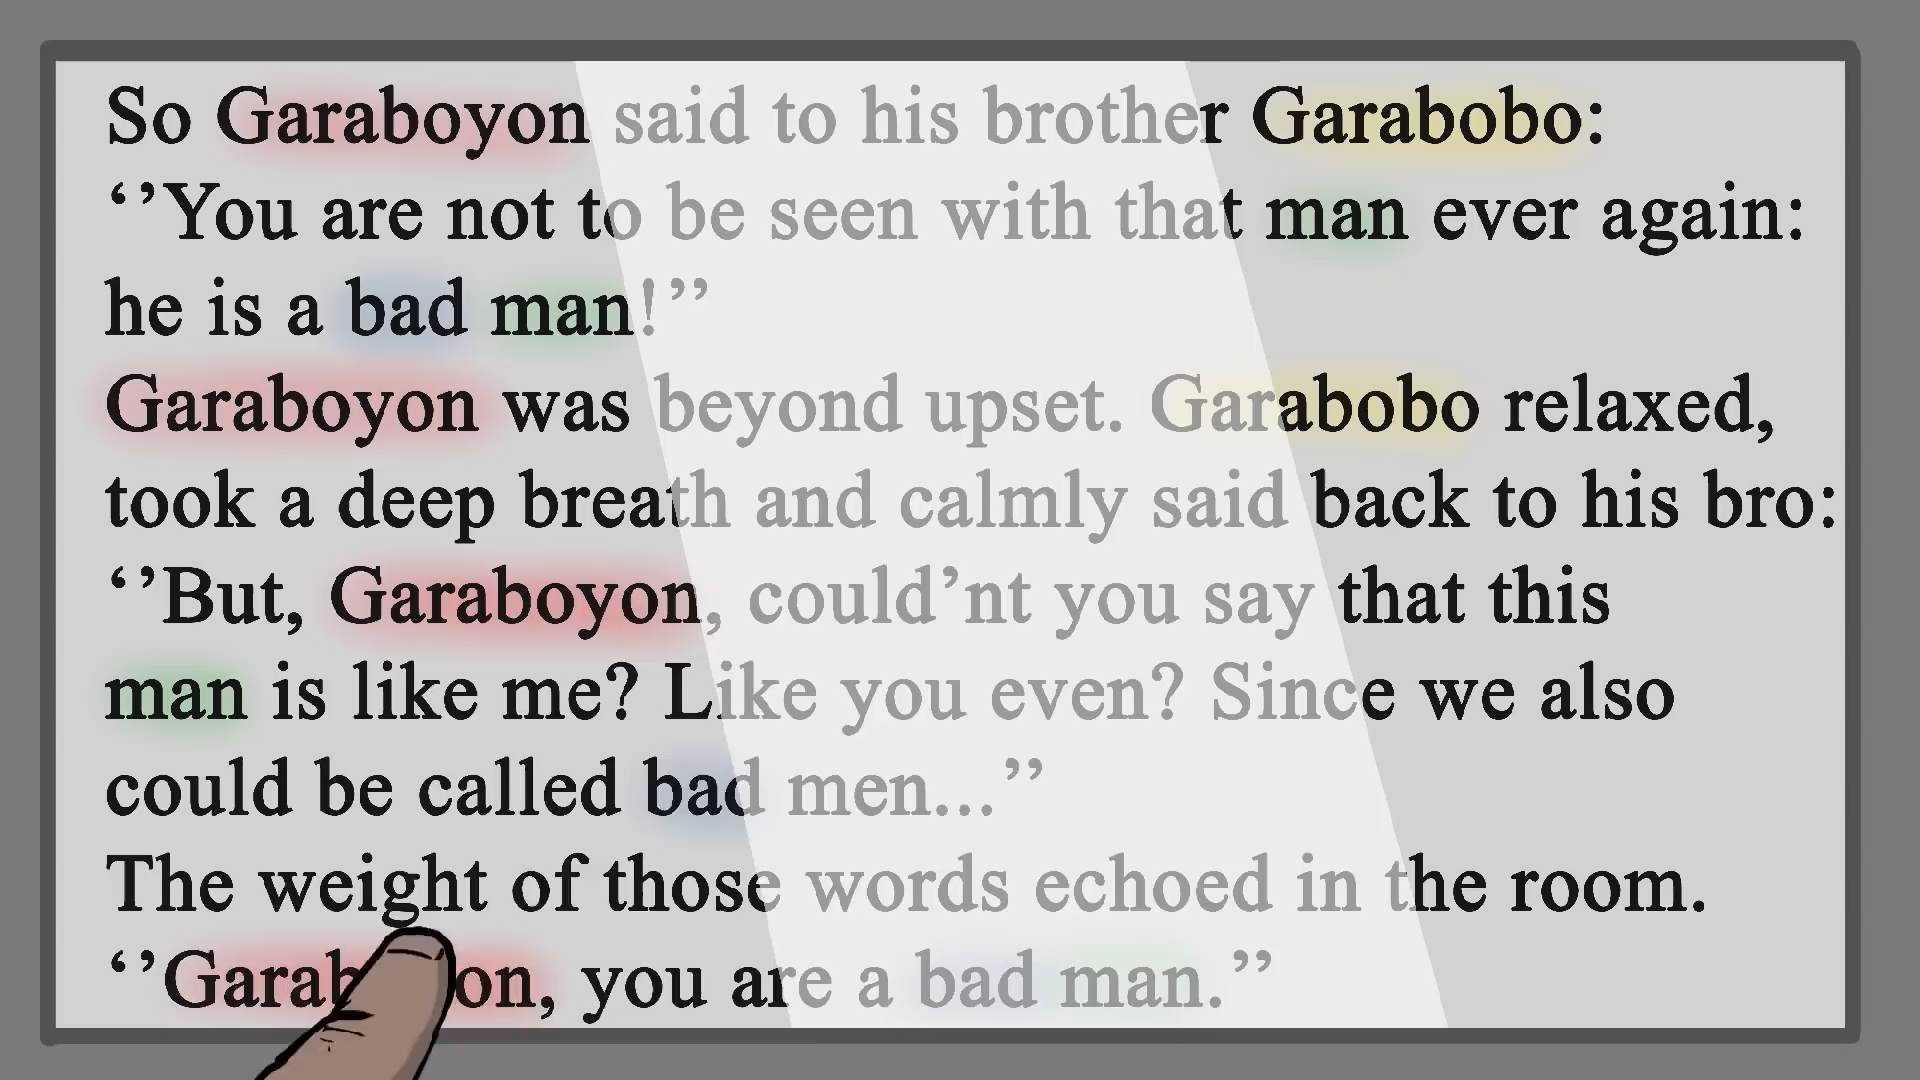 So Garaboyon said to his brother Garabobo:
‘’You are not to be seen with that man ever again:
he is a bad man!’’
Garaboyon was beyond upset. Garabobo relaxed,
took a deep breath and calmly said back to his bro:
‘’But, Garaboyon, could’nt you say that this
man is like me? Like you even? Since we also
could be called bad men...’’
The weight of those words echoed in the room.
‘’Garaboyon, you are a bad man.’’